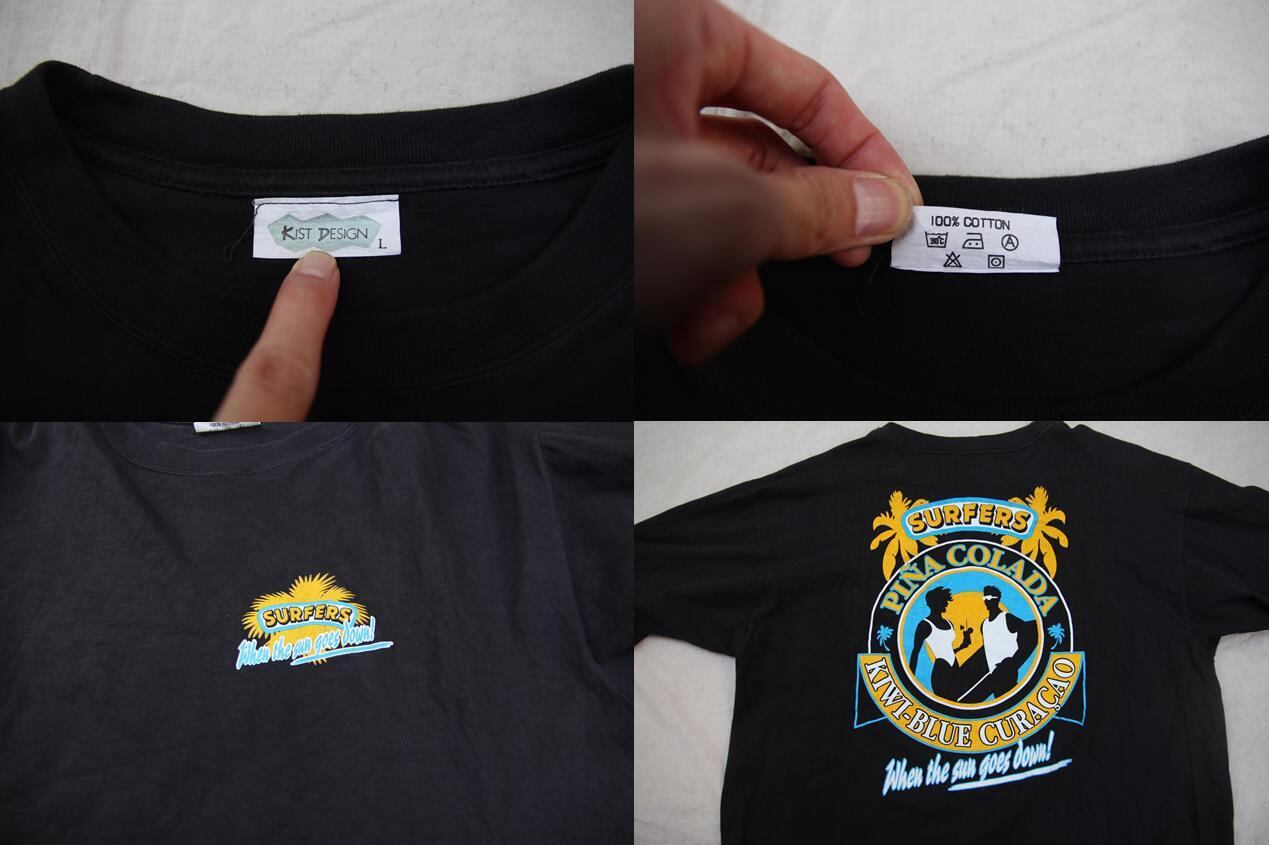 KIST DESIGN
L
100% COTTON
30°C
A
SURFERS
When the sun goes down!
SURFERS
PIÑA COLADA
KIWI-BLUE CURAÇAO
When the sun goes down!